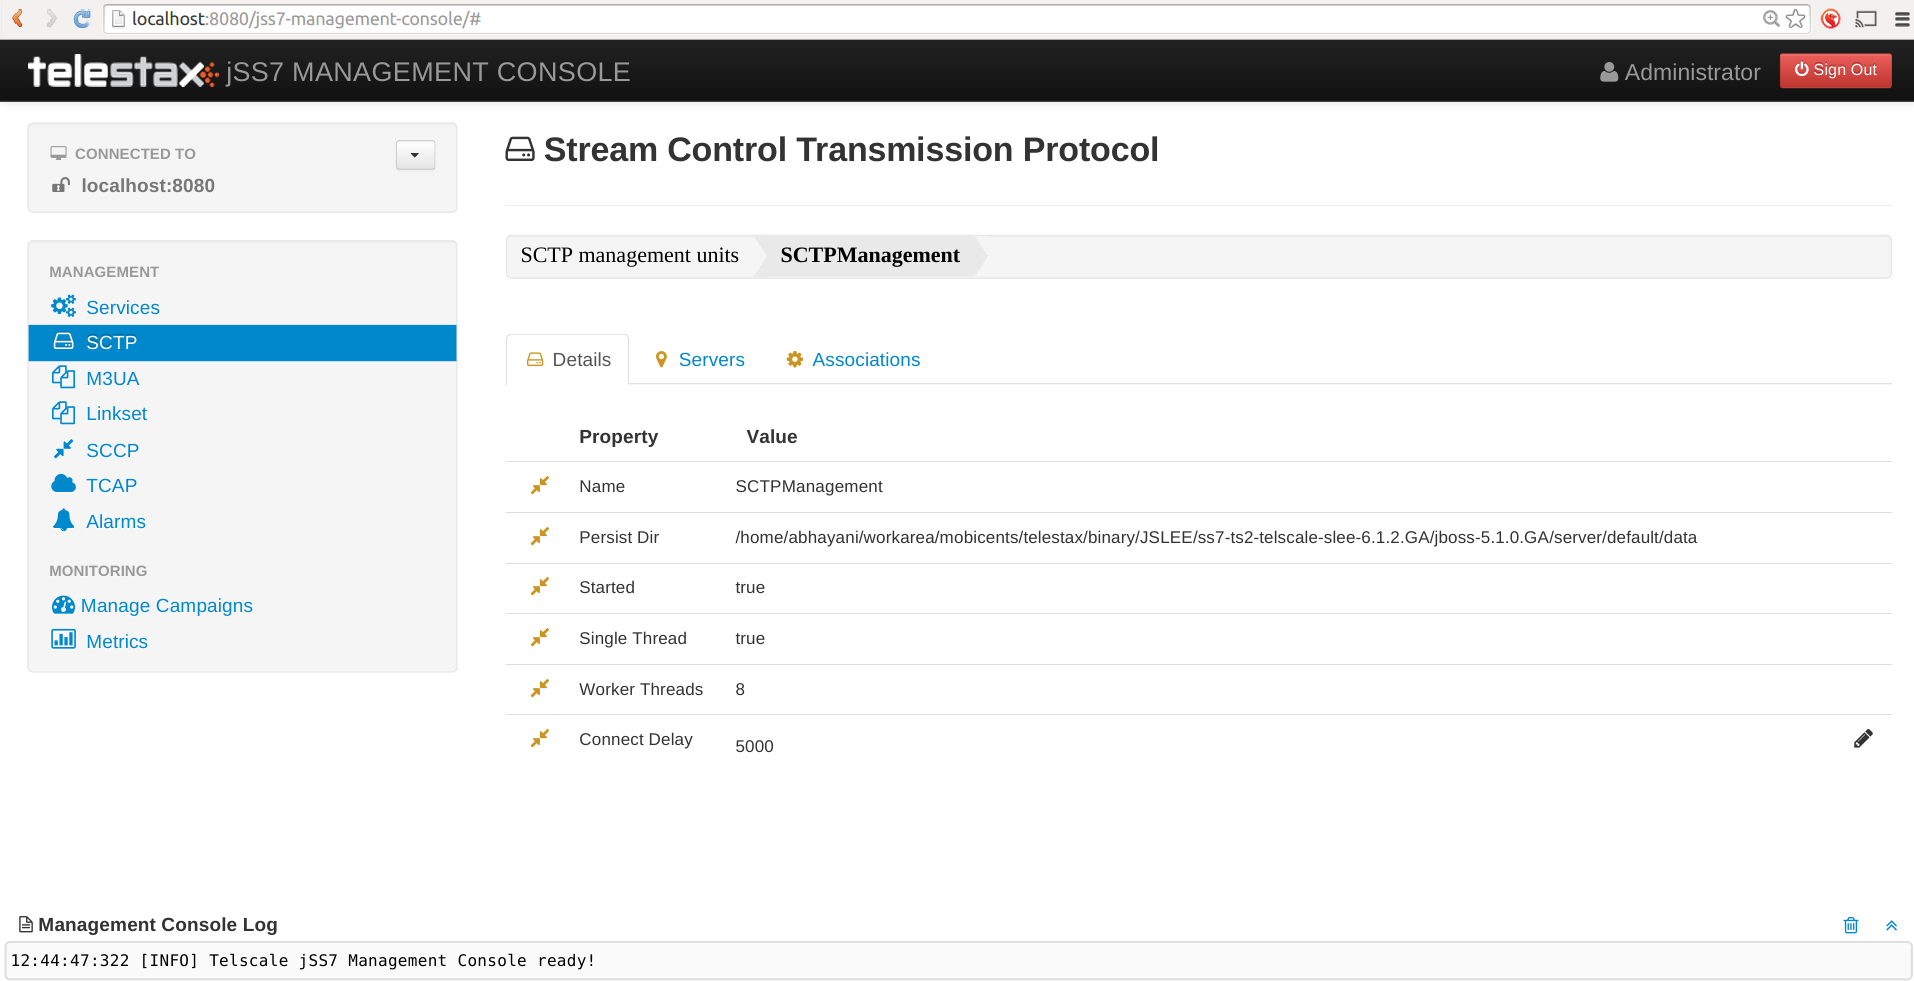 localhost:8080/jss7-management-console/#
telestax jSS7 MANAGEMENT CONSOLE
Administrator
Sign Out
CONNECTED TO
localhost:8080
MANAGEMENT
Services
SCTP
M3UA
Linkset
SCCP
TCAP
Alarms
MONITORING
Manage Campaigns
Metrics
Stream Control Transmission Protocol
SCTP management units SCTPManagement
Details Servers Associations
Property Value
Name SCTPManagement
Persist Dir /home/abhayani/workarea/mobicents/telestax/binary/JSLEE/ss7-ts2-telscale-slee-6.1.2.GA/jboss-5.1.0.GA/server/default/data
Started true
Single Thread true
Worker Threads 8
Connect Delay 5000
Management Console Log
12:44:47:322 [INFO] Telscale jSS7 Management Console ready!